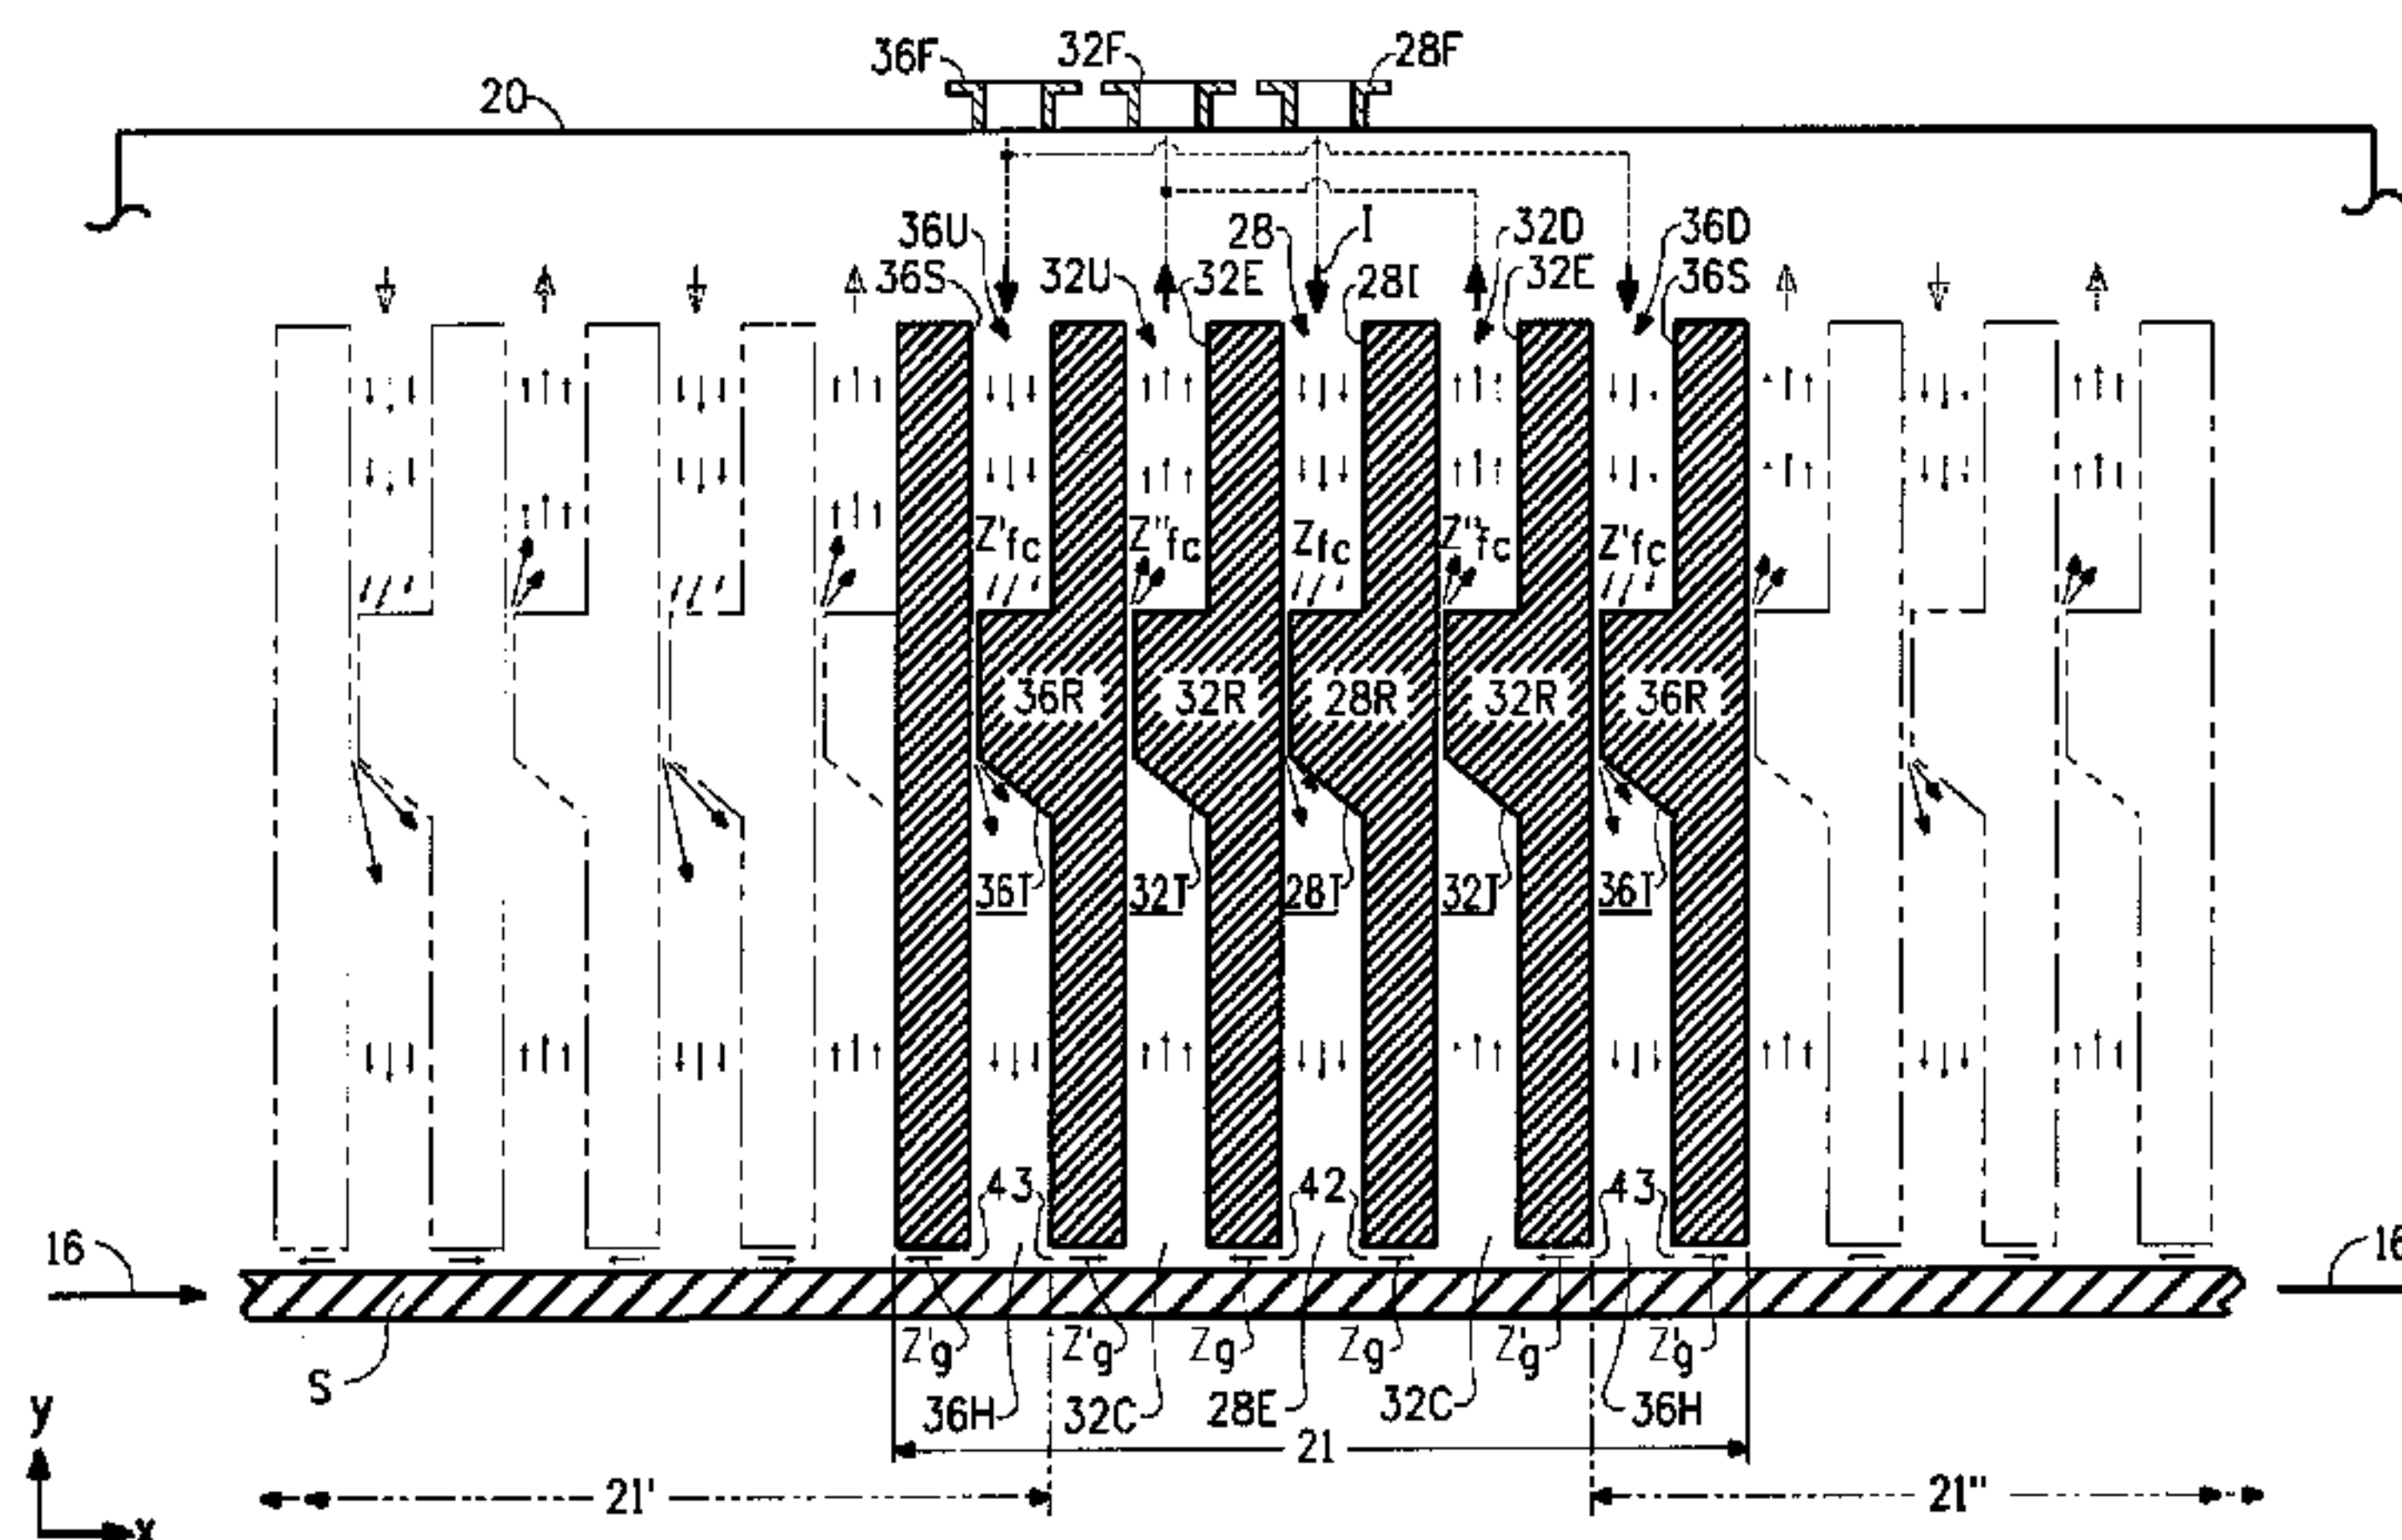 36F 32F 28F
20
36U 28 I 32D 36D
36S 32U 32E 28I 32E 36S
Z'fc Z"fc Zfc Z"fc Z'fc
36R 32R 28R 32R 36R
36T 32T 28T 32T 36T
43 42 43
16 16
Z'g Z'g Zg Zg Z'g Z'g
S
36H 32C 28E 32C 36H
y
21
21' 21"
x